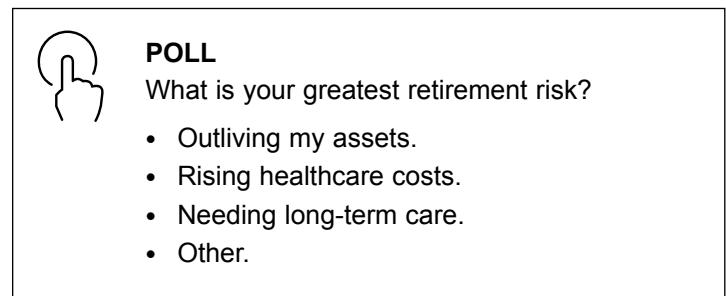 POLL
What is your greatest retirement risk?
• Outliving my assets.
• Rising healthcare costs.
• Needing long-term care.
• Other.